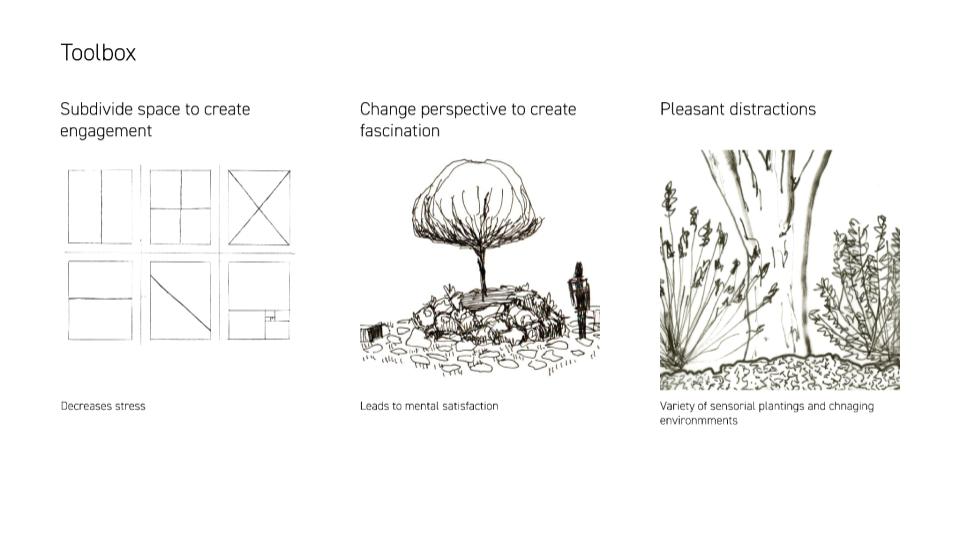 Toolbox
Subdivide space to create
engagement
Change perspective to create
fascination
Pleasant distractions
Decreases stress
Leads to mental satisfaction
Variety of sensorial plantings and chnaging
environmments